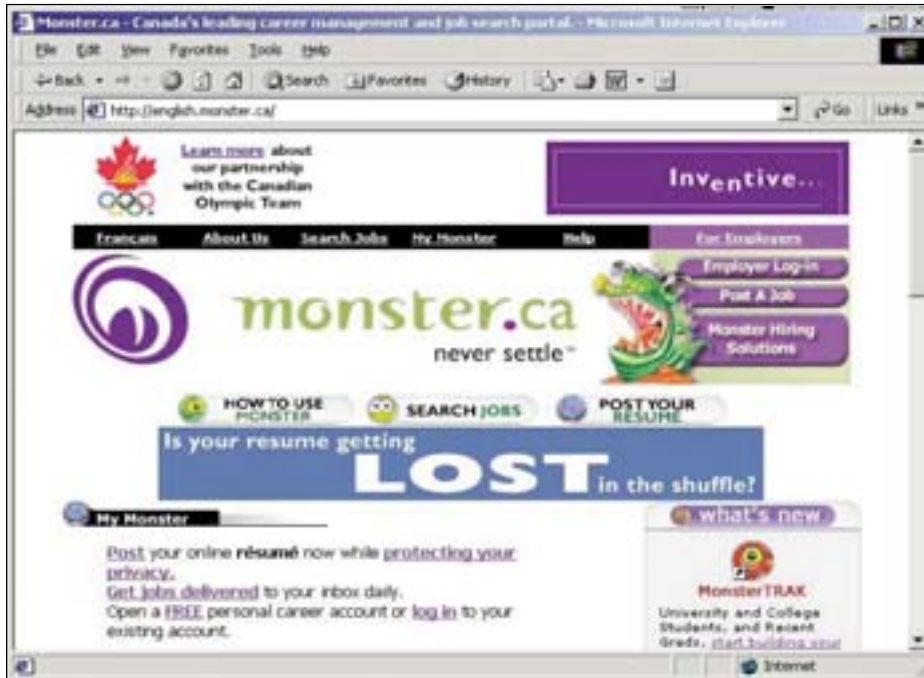 Monster.ca - Canada's leading career management and job search portal. - Microsoft Internet Explorer
File Edit View Favorites Tools Help
Back Search Favorites History
Address http://english.monster.ca/ Go Links
Learn more about
our partnership
with the Canadian
Olympic Team
Inventive...
Français About Us Search Jobs My Monster Help For Employers
Employer Log-in
Post A Job
Monster Hiring
Solutions
monster.ca
never settle™
HOW TO USE
MONSTER
SEARCH JOBS
POST YOUR
RESUME
Is your resume getting
LOST
in the shuffle?
My Monster
Post your online résumé now while protecting your
privacy.
Get jobs delivered to your inbox daily.
Open a FREE personal career account or log in to your
existing account.
what's new
MonsterTRAK
University and College
Students, and Recent
Grads, start building your
Internet